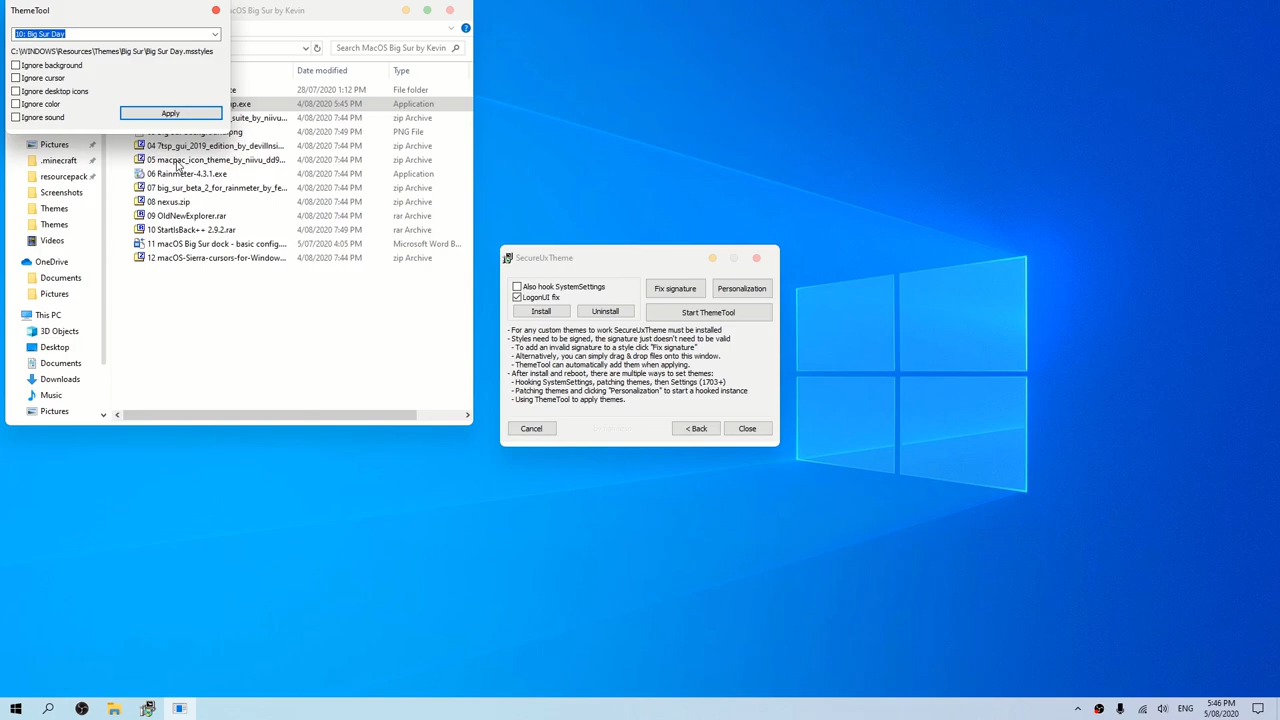 ThemeTool
10: Big Sur Day
C:\WINDOWS\Resources\Themes\Big Sur\Big Sur Day.msstyles
Ignore background
Ignore cursor
Ignore desktop icons
Ignore color
Ignore sound
Apply
MacOS Big Sur by Kevin
Search MacOS Big Sur by Kevin
Date modified
Type
28/07/2020 1:12 PM
File folder
4/08/2020 5:45 PM
Application
4/08/2020 7:44 PM
zip Archive
4/08/2020 7:49 PM
PNG File
04 7tsp_gui_2019_edition_by_devillnsi...
4/08/2020 7:44 PM
zip Archive
05 macpac_icon_theme_by_niivu_dd9...
4/08/2020 7:44 PM
zip Archive
06 Rainmeter-4.3.1.exe
4/08/2020 7:44 PM
Application
07 big_sur_beta_2_for_rainmeter_by_fe...
4/08/2020 7:44 PM
zip Archive
08 nexus.zip
4/08/2020 7:44 PM
zip Archive
09 OldNewExplorer.rar
4/08/2020 7:44 PM
rar Archive
10 StartIsBack++ 2.9.2.rar
4/08/2020 7:44 PM
rar Archive
11 macOS Big Sur dock - basic config....
5/07/2020 4:05 PM
Microsoft Word B...
12 macOS-Sierra-cursors-for-Window...
4/08/2020 7:44 PM
zip Archive
Pictures
.minecraft
resourcepack
Screenshots
Themes
Themes
Videos
OneDrive
Documents
Pictures
This PC
3D Objects
Desktop
Documents
Downloads
Music
Pictures
SecureUxTheme
Also hook SystemSettings
LogonUI fix
Install
Uninstall
Fix signature
Personalization
Start ThemeTool
- For any custom themes to work SecureUxTheme must be installed
- Styles need to be signed, the signature just doesn't need to be valid
- To add an invalid signature to a style click "Fix signature"
- Alternatively, you can simply drag & drop files onto this window.
- ThemeTool can automatically add them when applying.
- After install and reboot, there are multiple ways to set themes:
- Hooking SystemSettings, patching themes, then Settings (1703+)
- Patching themes and clicking "Personalization" to start a hooked instance
- Using ThemeTool to apply themes.
Cancel
< Back
Close
ENG
5:46 PM
5/08/2020